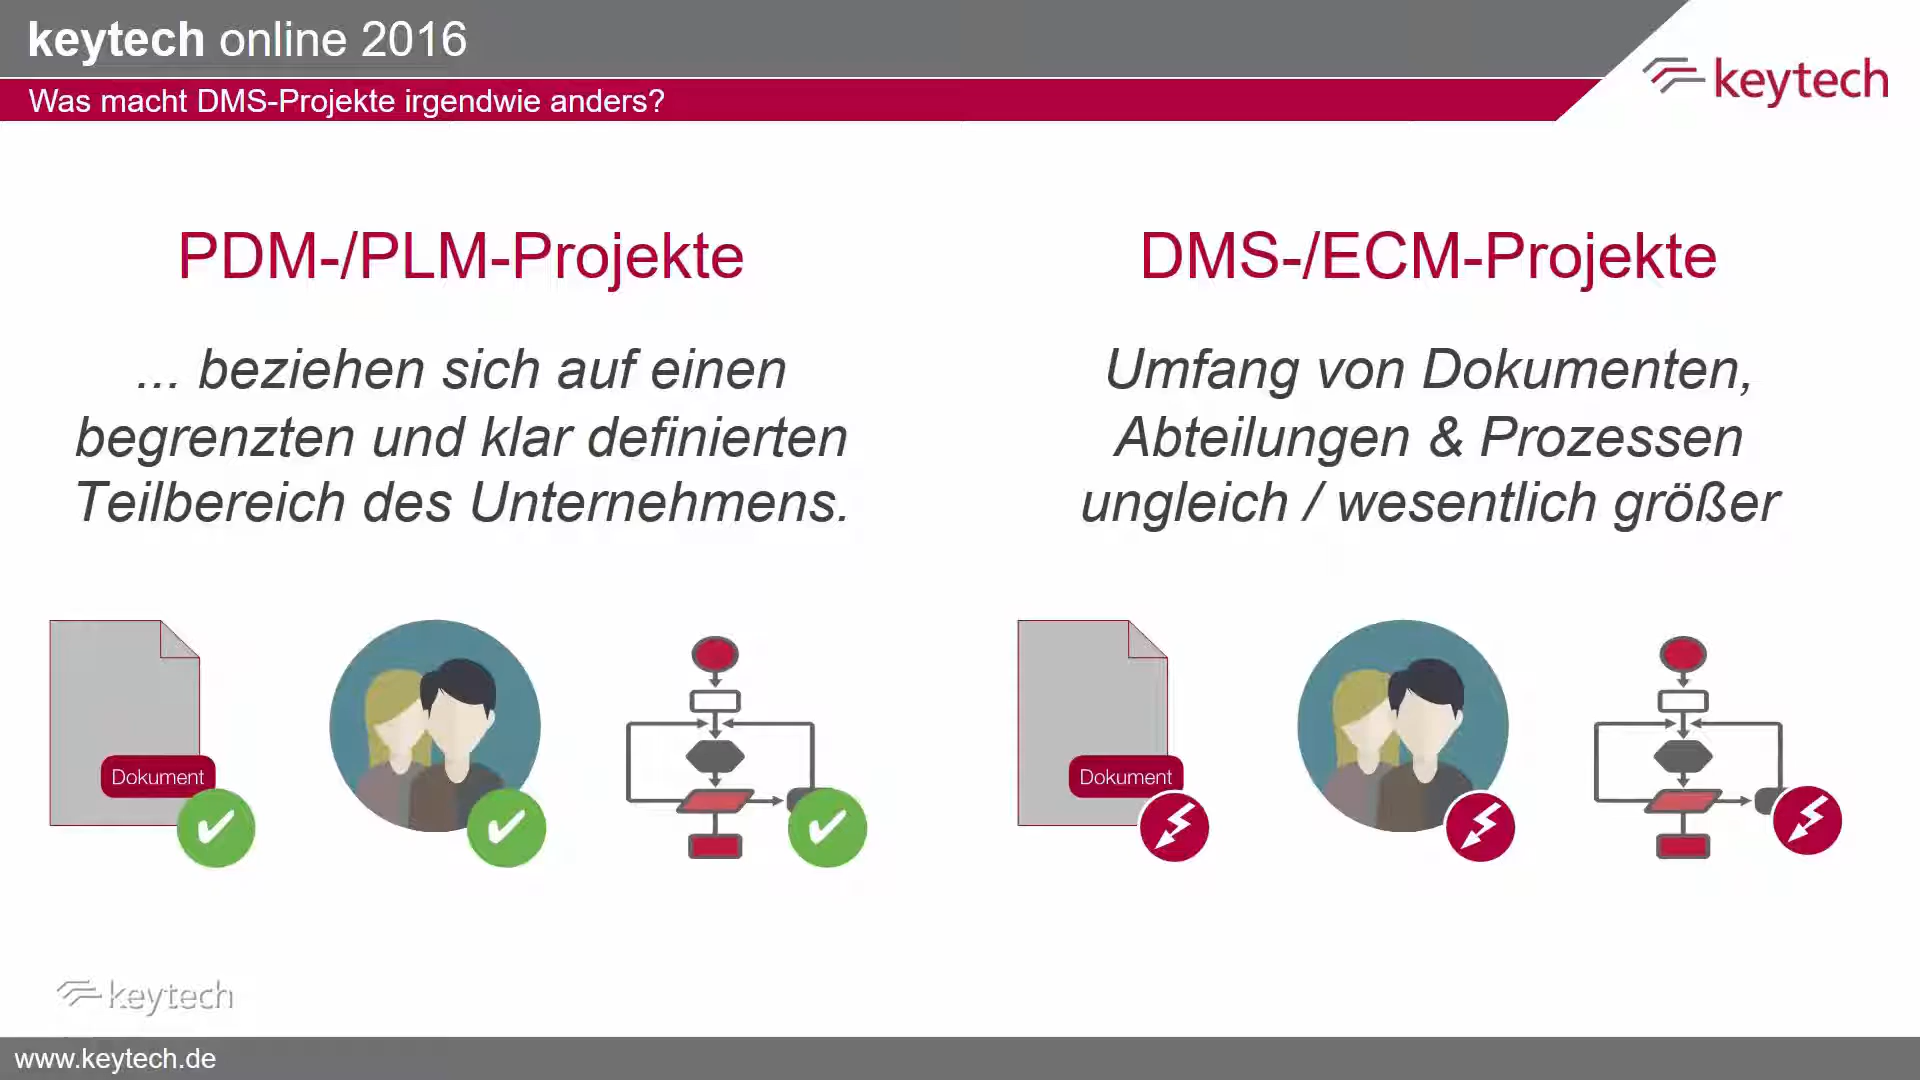 keytech online 2016
Was macht DMS-Projekte irgendwie anders?
keytech
PDM-/PLM-Projekte
... beziehen sich auf einen
begrenzten und klar definierten
Teilbereich des Unternehmens.
Dokument
DMS-/ECM-Projekte
Umfang von Dokumenten,
Abteilungen & Prozessen
ungleich / wesentlich größer
Dokument
keytech
www.keytech.de